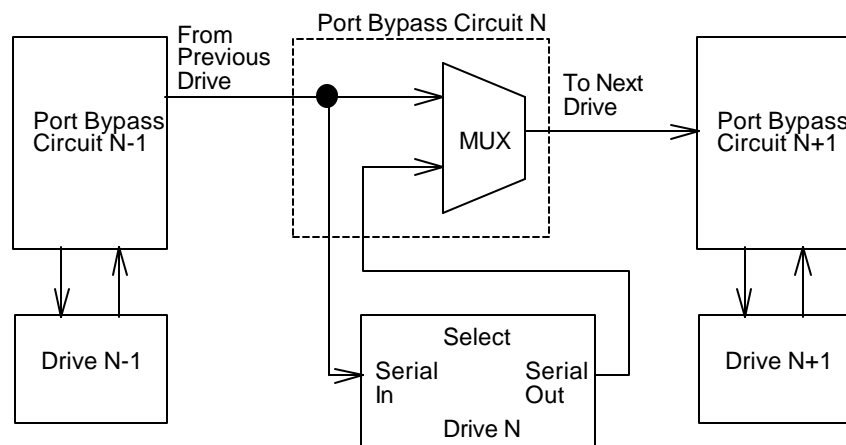 Port Bypass Circuit N
From
Previous
Drive
Port Bypass
Circuit N-1
MUX
To Next
Drive
Port Bypass
Circuit N+1
Drive N-1
Select
Serial
In
Serial
Out
Drive N
Drive N+1